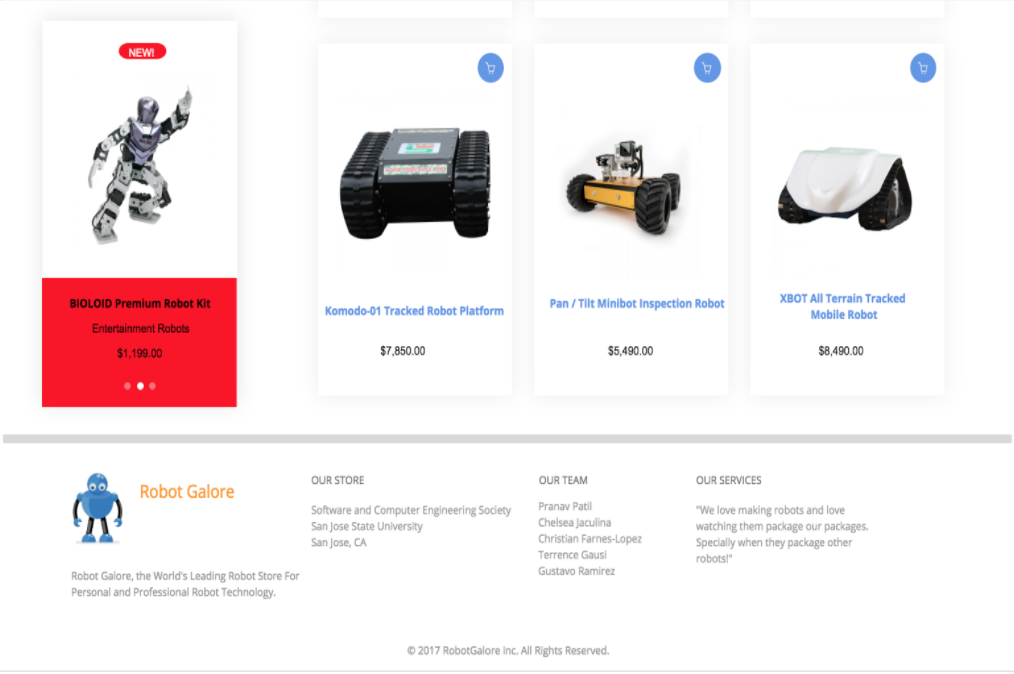 NEW!
BIOLOID Premium Robot Kit
Entertainment Robots
$1,199.00
Komodo-01 Tracked Robot Platform
$7,850.00
Pan / Tilt Minibot Inspection Robot
$5,490.00
XBOT All Terrain Tracked
Mobile Robot
$8,490.00
Robot Galore
Robot Galore, the World's Leading Robot Store For
Personal and Professional Robot Technology.
OUR STORE
Software and Computer Engineering Society
San Jose State University
San Jose, CA
OUR TEAM
Pranav Patil
Chelsea Jaculina
Christian Farnes-Lopez
Terrence Gausi
Gustavo Ramirez
OUR SERVICES
"We love making robots and love
watching them package our packages.
Specially when they package other
robots!"
© 2017 RobotGalore inc. All Rights Reserved.